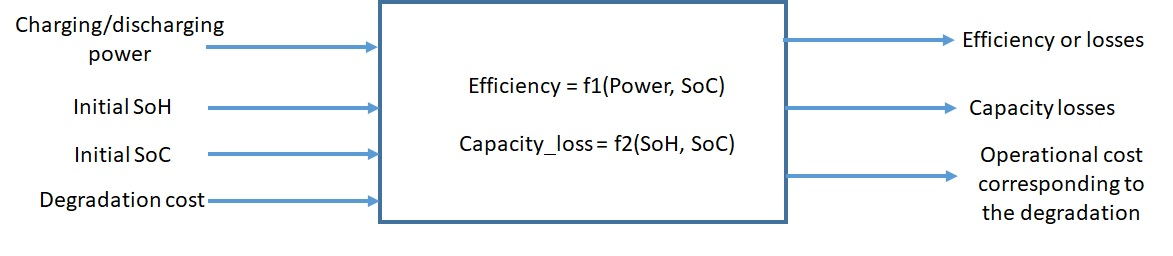 Charging/discharging
power
Initial SoH
Initial SoC
Degradation cost
Efficiency = f1(Power, SoC)
Capacity_loss = f2(SoH, SoC)
Efficiency or losses
Capacity losses
Operational cost
corresponding to
the degradation